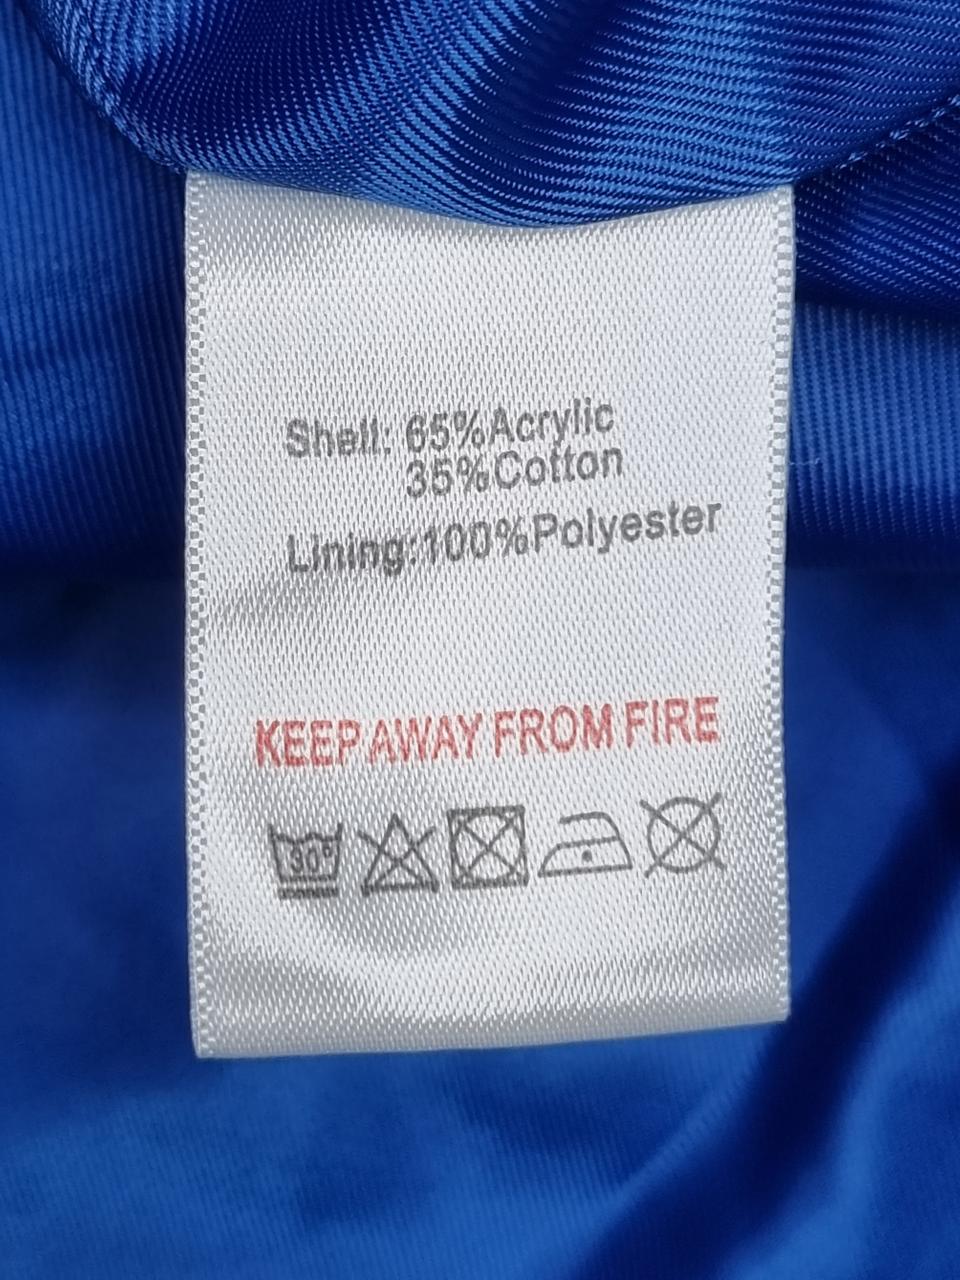 Shell: 65%Acrylic
35%Cotton
Lining:100%Polyester
KEEP AWAY FROM FIRE
30°